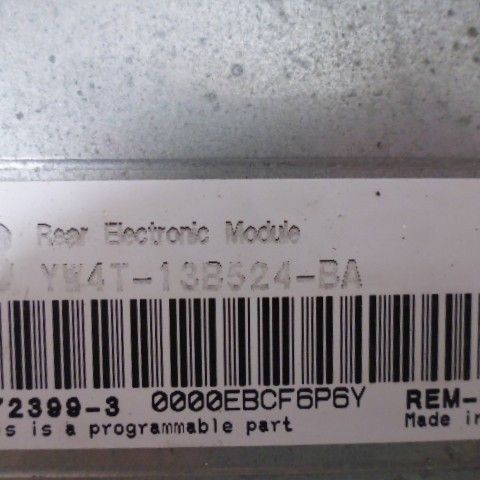 Rear Electronic Module
YW4T-13B524-BA
72399-3 0000EBCF6P6Y REM-
is a programmable part Made in